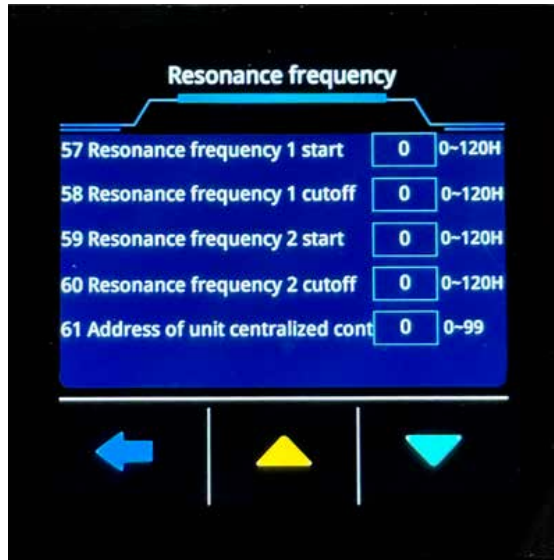 Resonance frequency
57 Resonance frequency 1 start 0 0~120H
58 Resonance frequency 1 cutoff 0 0~120H
59 Resonance frequency 2 start 0 0~120H
60 Resonance frequency 2 cutoff 0 0~120H
61 Address of unit centralized cont 0 0~99